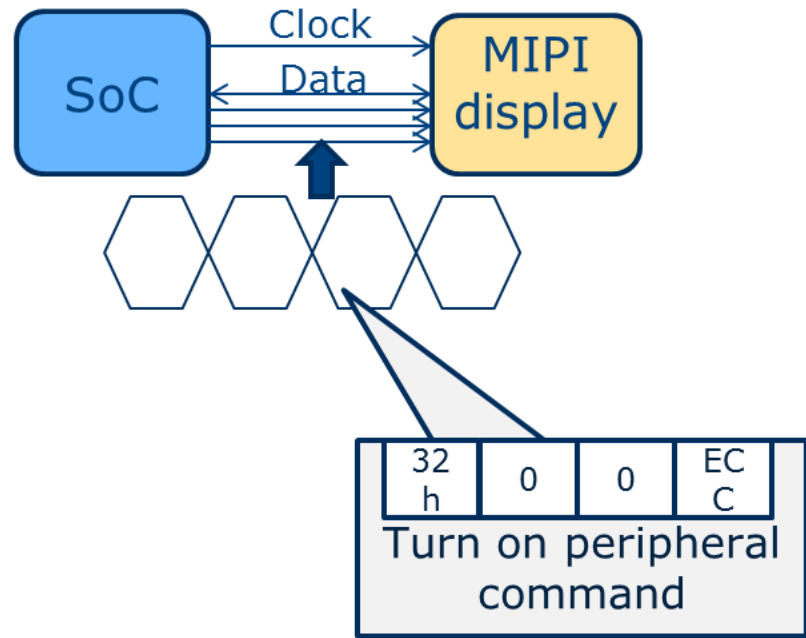 Clock
SoC
Data
MIPI
display
32
h
0
0
EC
C
Turn on peripheral
command